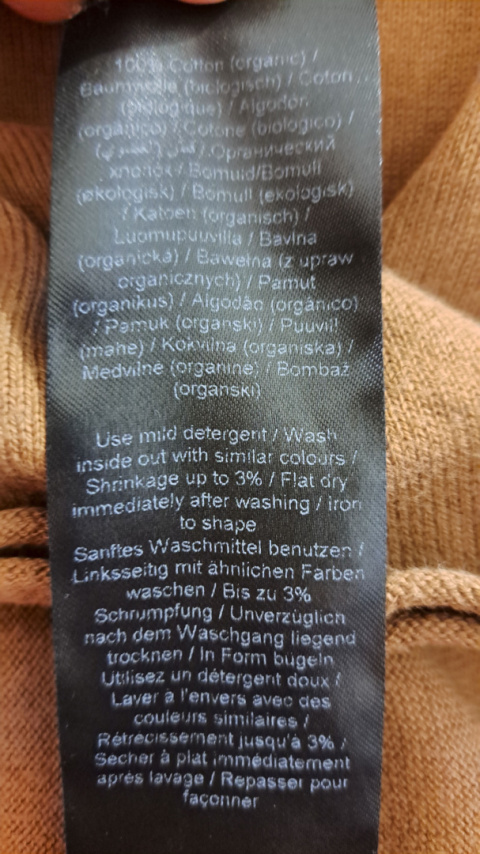 100% Cotton (organic) /
Baumwolle (biologisch) / Coton
(biologique) / Algodón
(orgánico) / Cotone (biologico) /
Органический
хлопок / Bomuld/Bomull
(økologisk) / Bomull (ekologisk)
/ Katoen (organisch) /
Luomupuuvilla / Bavlna
(organická) / Bawełna (z upraw
organicznych) / Pamut
(organikus) / Algodão (orgânico)
/ Pamuk (organski) / Puuvill
(mahe) / Kokvilna (organiska) /
Medvilnė (organinė) / Bombaž
(organski)
Use mild detergent / Wash
inside out with similar colours /
Shrinkage up to 3% / Flat dry
immediately after washing / iron
to shape
Sanftes Waschmittel benutzen /
Linksseitig mit ähnlichen Farben
waschen / Bis zu 3%
Schrumpfung / Unverzüglich
nach dem Waschgang liegend
trocknen / In Form bügeln
Utilisez un détergent doux /
Laver à l'envers avec des
couleurs similaires /
Rétrécissement jusqu'à 3% /
Sécher à plat immédiatement
après lavage / Repasser pour
façonner